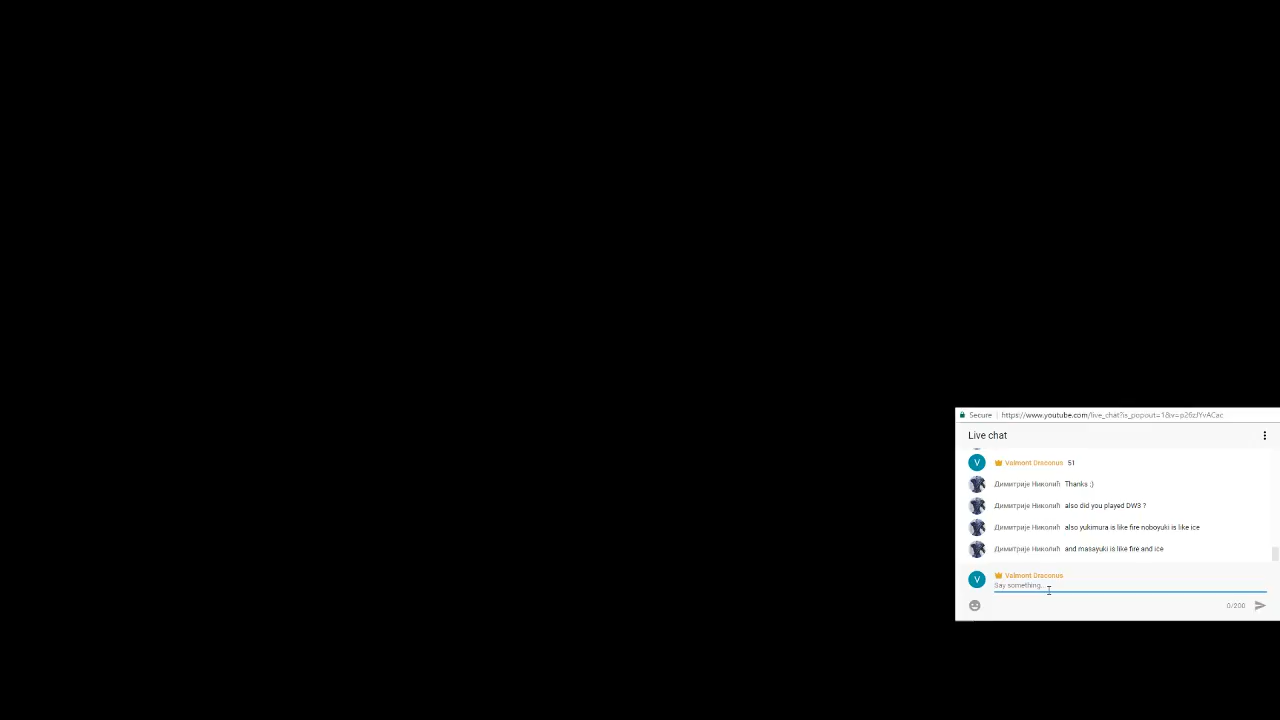 Secure | https://www.youtube.com/live_chat?is_popout=1&v=p26zJYvACac
Live chat
V Valmont Draconus 51
Димитрије Николић Thanks :)
Димитрије Николић also did you played DW3 ?
Димитрије Николић also yukimura is like fire noboyuki is like ice
Димитрије Николић and masayuki is like fire and ice
V Valmont Draconus
Say something...
0/200